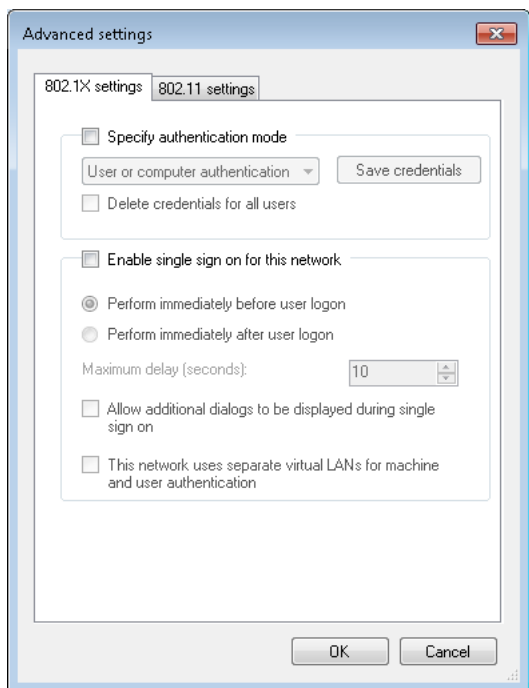 Advanced settings
802.1X settings
802.11 settings
Specify authentication mode
User or computer authentication
Save credentials
Delete credentials for all users
Enable single sign on for this network
Perform immediately before user logon
Perform immediately after user logon
Maximum delay (seconds):
10
Allow additional dialogs to be displayed during single
sign on
This network uses separate virtual LANs for machine
and user authentication
OK
Cancel